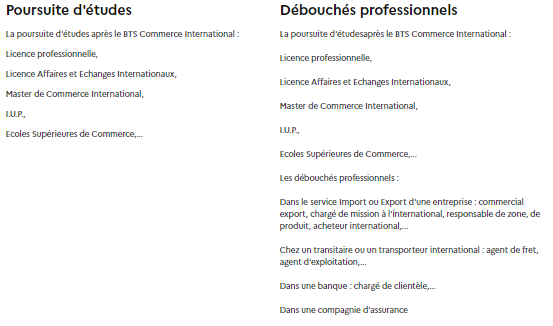 Poursuite d'études
La poursuite d'études après le BTS Commerce International :
Licence professionnelle,
Licence Affaires et Echanges Internationaux,
Master de Commerce International,
I.U.P.,
Ecoles Supérieures de Commerce,...
Débouchés professionnels
La poursuite d'étudesaprès le BTS Commerce International :
Licence professionnelle,
Licence Affaires et Echanges Internationaux,
Master de Commerce International,
I.U.P.,
Ecoles Supérieures de Commerce,...
Les débouchés professionnels :
Dans le service Import ou Export d'une entreprise : commercial
export, chargé de mission à l'international, responsable de zone, de
produit, acheteur international,...
Chez un transitaire ou un transporteur international : agent de fret,
agent d'exploitation,...
Dans une banque : chargé de clientèle,...
Dans une compagnie d'assurance